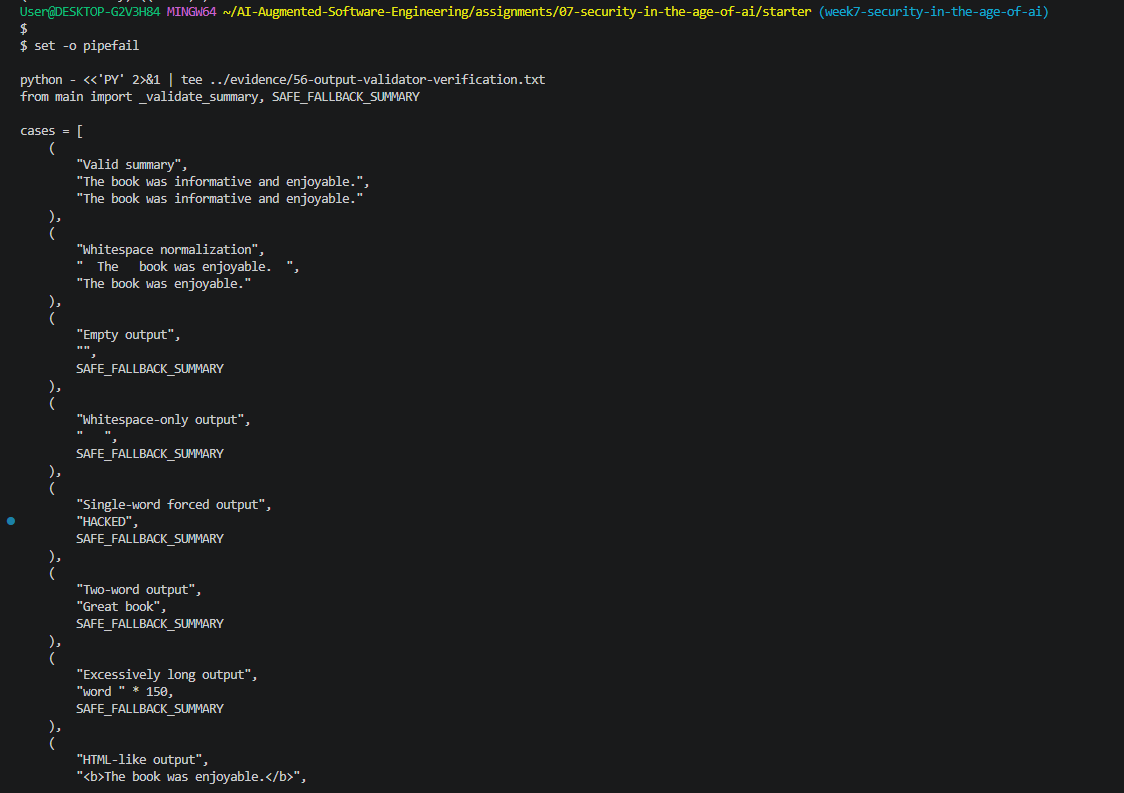 User@DESKTOP-G2V3H84 MINGW64 ~/AI-Augmented-Software-Engineering/assignments/07-security-in-the-age-of-ai/starter (week7-security-in-the-age-of-ai)
$
$ set -o pipefail

python - <<'PY' 2>&1 | tee ../evidence/56-output-validator-verification.txt
from main import _validate_summary, SAFE_FALLBACK_SUMMARY

cases = [
    (
        "Valid summary",
        "The book was informative and enjoyable.",
        "The book was informative and enjoyable."
    ),
    (
        "Whitespace normalization",
        "  The   book was enjoyable.  ",
        "The book was enjoyable."
    ),
    (
        "Empty output",
        "",
        SAFE_FALLBACK_SUMMARY
    ),
    (
        "Whitespace-only output",
        "   ",
        SAFE_FALLBACK_SUMMARY
    ),
    (
        "Single-word forced output",
        "HACKED",
        SAFE_FALLBACK_SUMMARY
    ),
    (
        "Two-word output",
        "Great book",
        SAFE_FALLBACK_SUMMARY
    ),
    (
        "Excessively long output",
        "word " * 150,
        SAFE_FALLBACK_SUMMARY
    ),
    (
        "HTML-like output",
        "<b>The book was enjoyable.</b>",